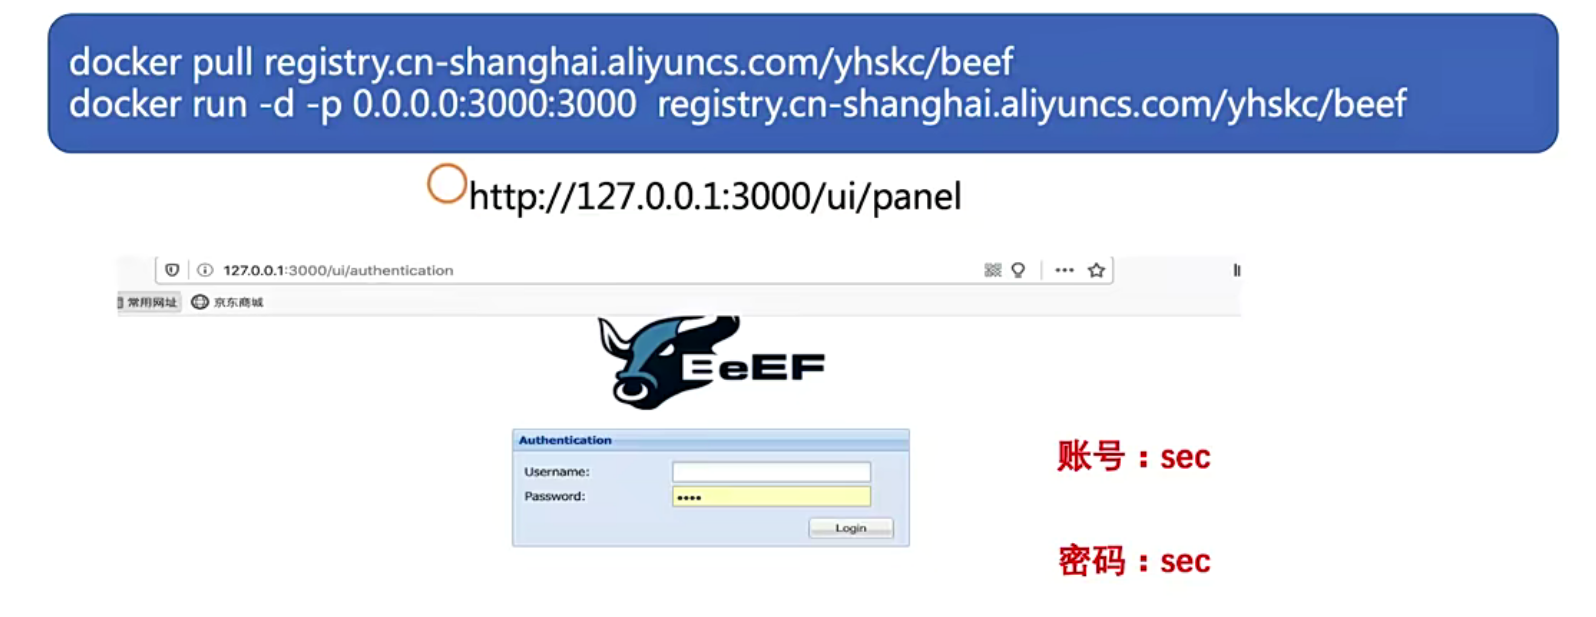 docker pull registry.cn-shanghai.aliyuncs.com/yhskc/beef
docker run -d -p 0.0.0.0:3000:3000 registry.cn-shanghai.aliyuncs.com/yhskc/beef
http://127.0.0.1:3000/ui/panel
127.0.0.1:3000/ui/authentication
常用网址 京东商城
BeEF
Authentication
Username:
Password:
Login
账号：sec
密码：sec